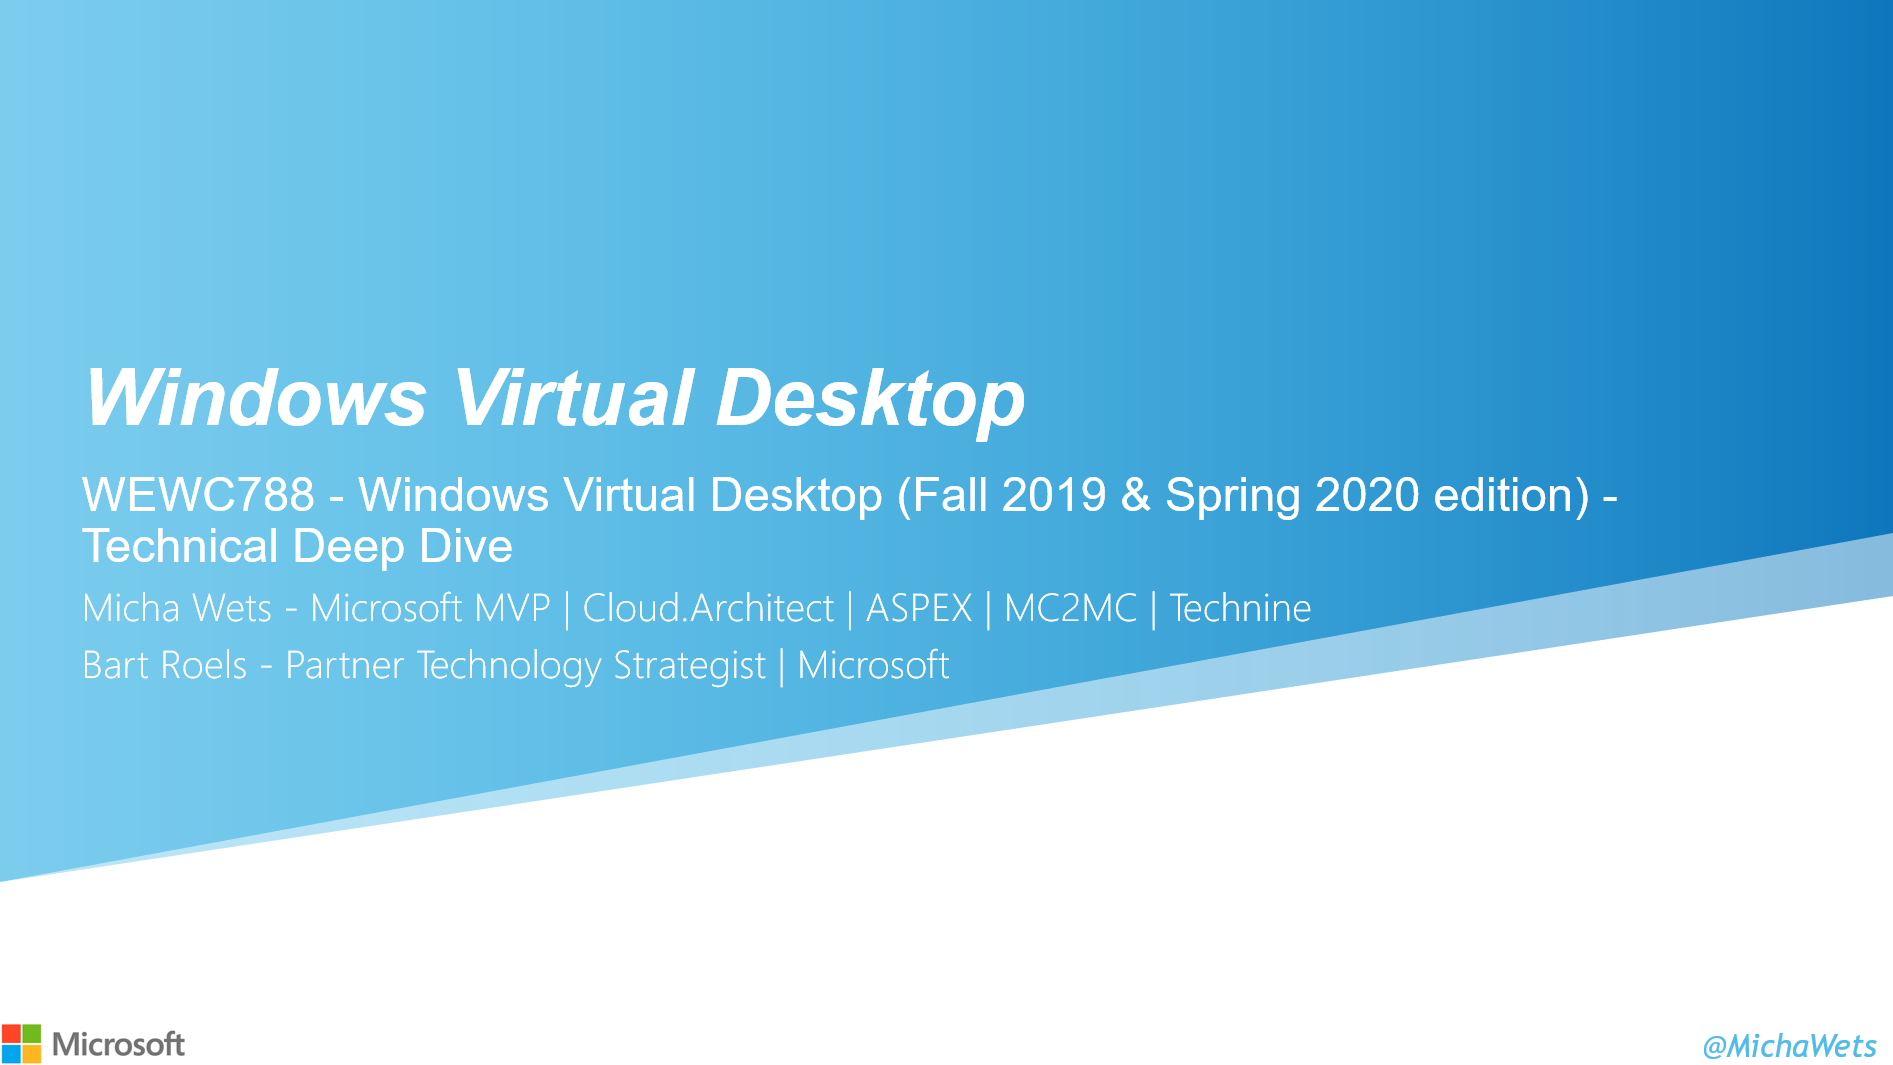 Windows Virtual Desktop
WEWC788 - Windows Virtual Desktop (Fall 2019 & Spring 2020 edition) -
Technical Deep Dive
Micha Wets - Microsoft MVP | Cloud.Architect | ASPEX | MC2MC | Technine
Bart Roels - Partner Technology Strategist | Microsoft
Microsoft
@MichaWets